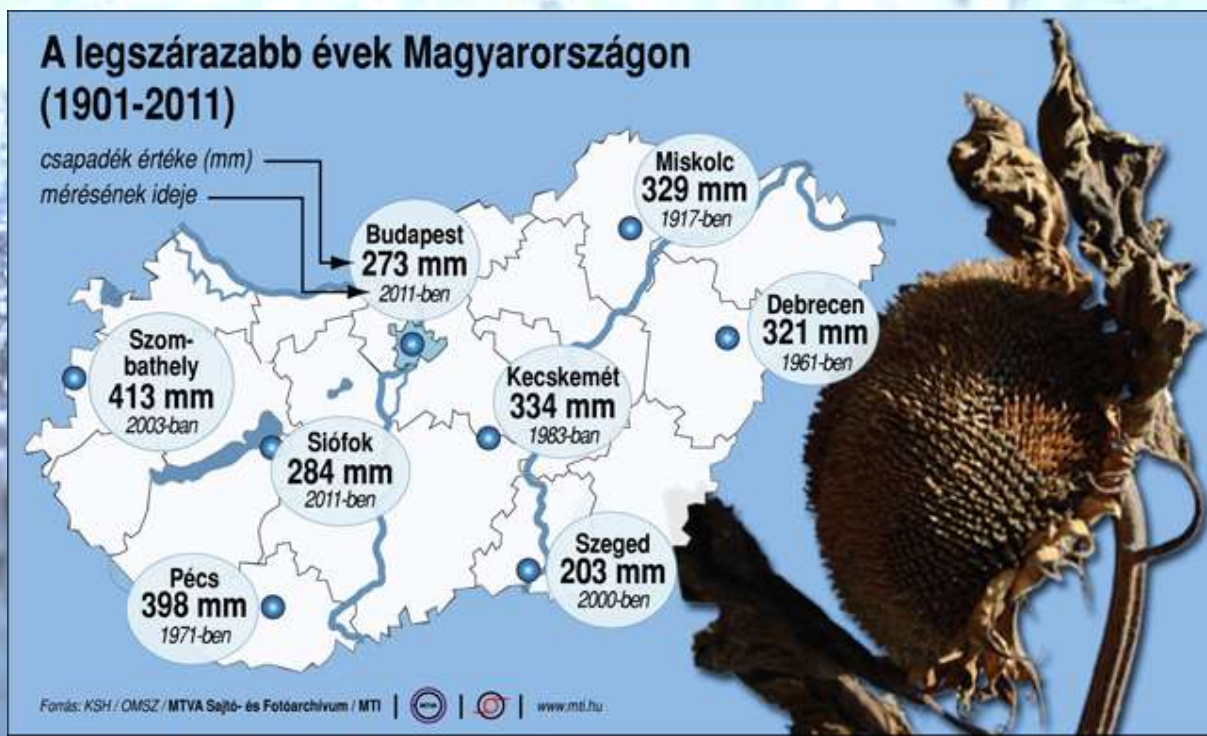 A legszárazabb évek Magyarországon
(1901-2011)
csapadék értéke (mm)
mérésének ideje
Miskolc
329 mm
1917-ben
Budapest
273 mm
2011-ben
Debrecen
321 mm
1961-ben
Szom-
bathely
413 mm
2003-ban
Kecskemét
334 mm
1983-ban
Siófok
284 mm
2011-ben
Szeged
203 mm
2000-ben
Pécs
398 mm
1971-ben
Forrás: KSH / OMSZ / MTVA Sajtó- és Fotóarchívum / MTI | MTVA | | www.mti.hu